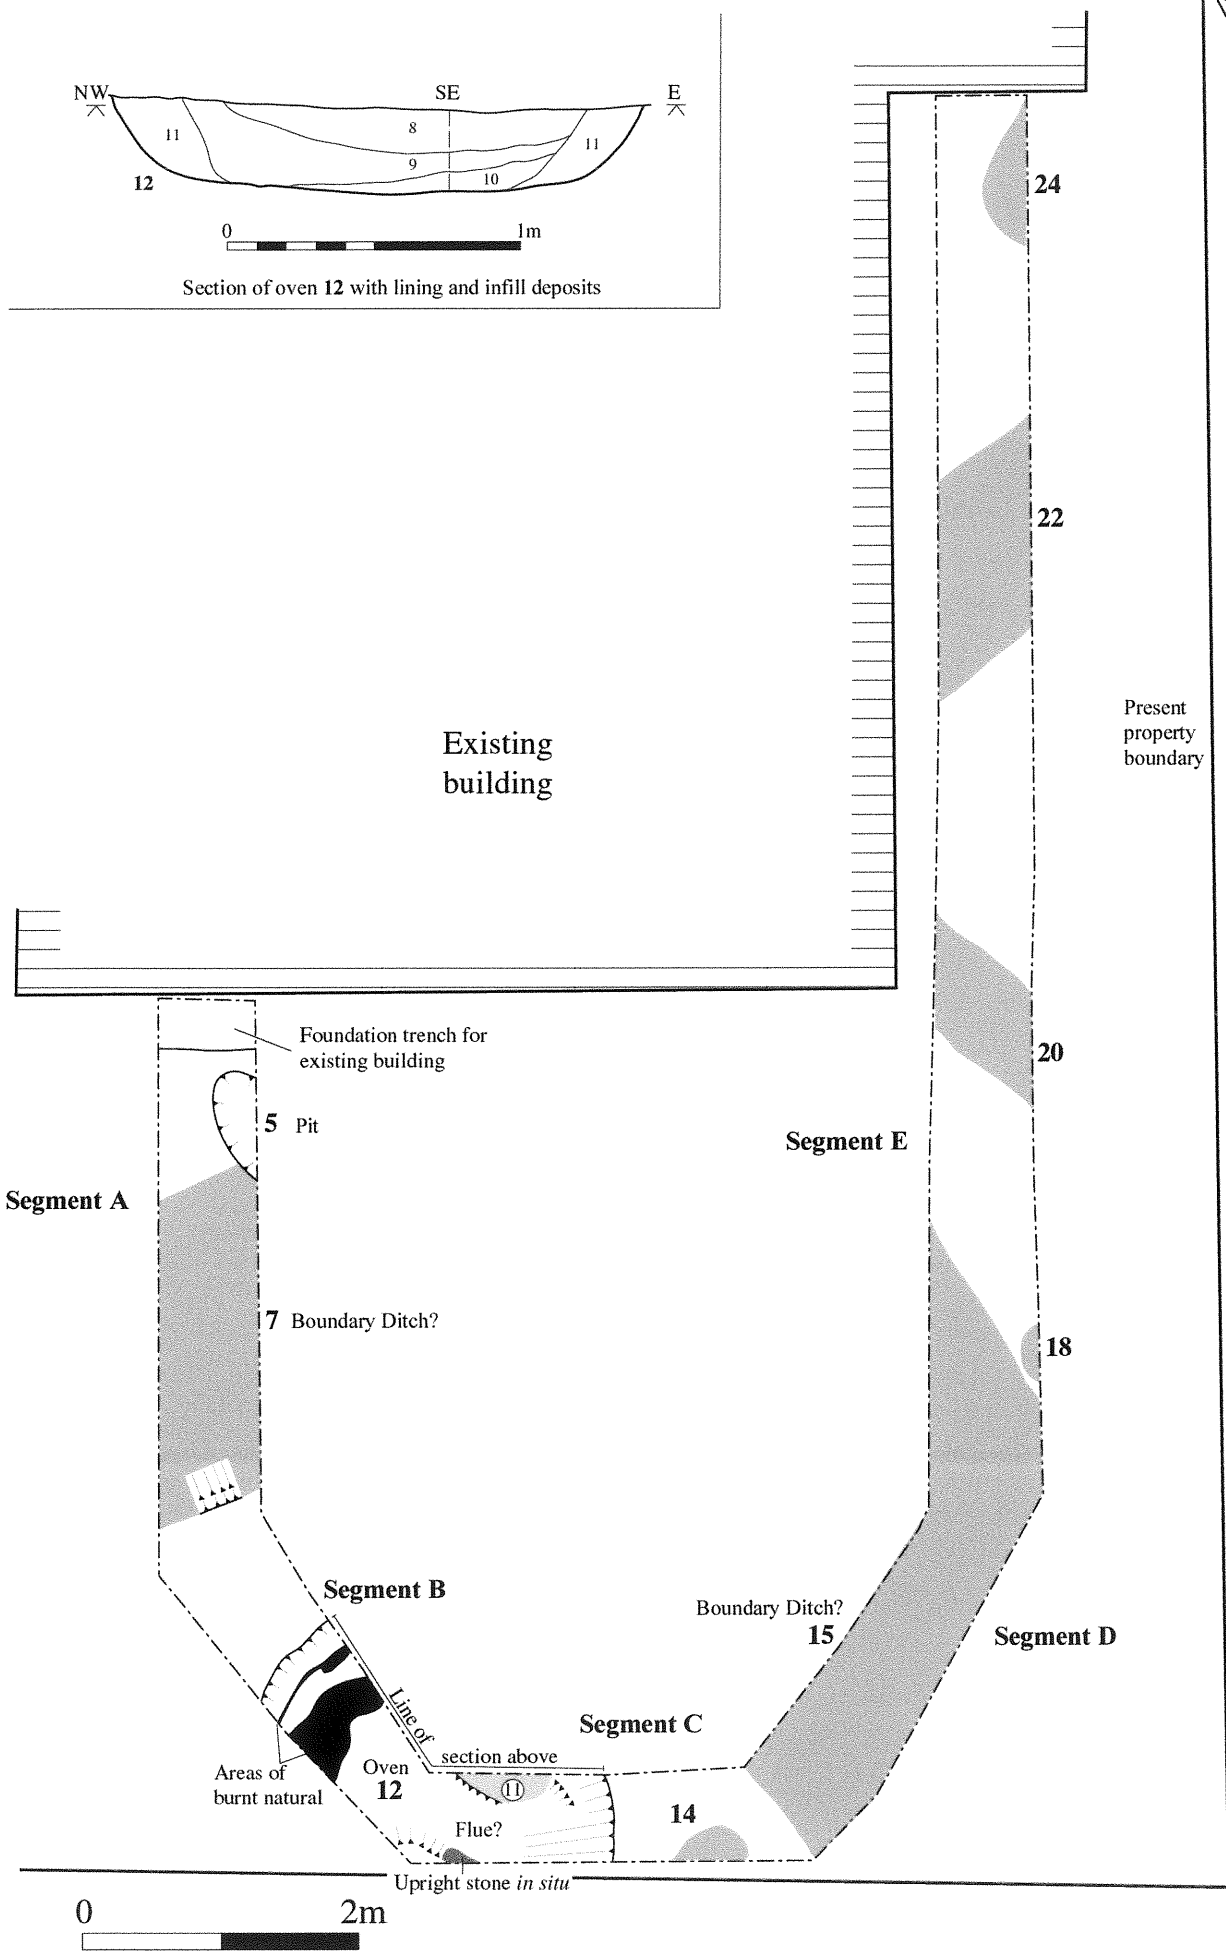 NW SE E
8
11
11
9
10
12
0 1m
Section of oven 12 with lining and infill deposits
24
22
Present
property
boundary
Existing
building
Foundation trench for
existing building
5 Pit
20
Segment E
Segment A
7 Boundary Ditch?
18
Segment B
Boundary Ditch?
15
Segment D
Line of
section above
Segment C
Areas of
burnt natural
Oven
12
11
14
Flue?
Upright stone in situ
0 2m